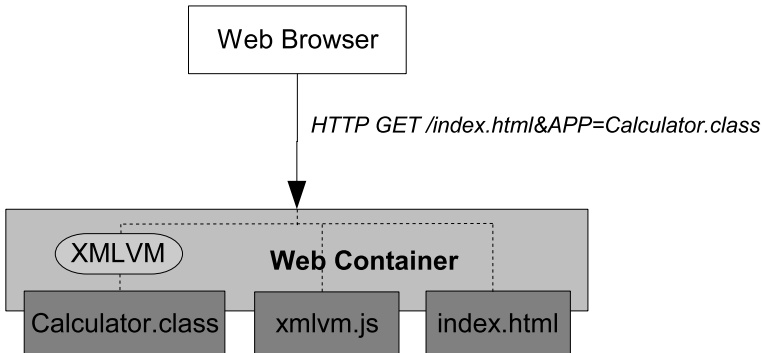 Web Browser
HTTP GET /index.html&APP=Calculator.class
XMLVM
Web Container
Calculator.class
xmlvm.js
index.html